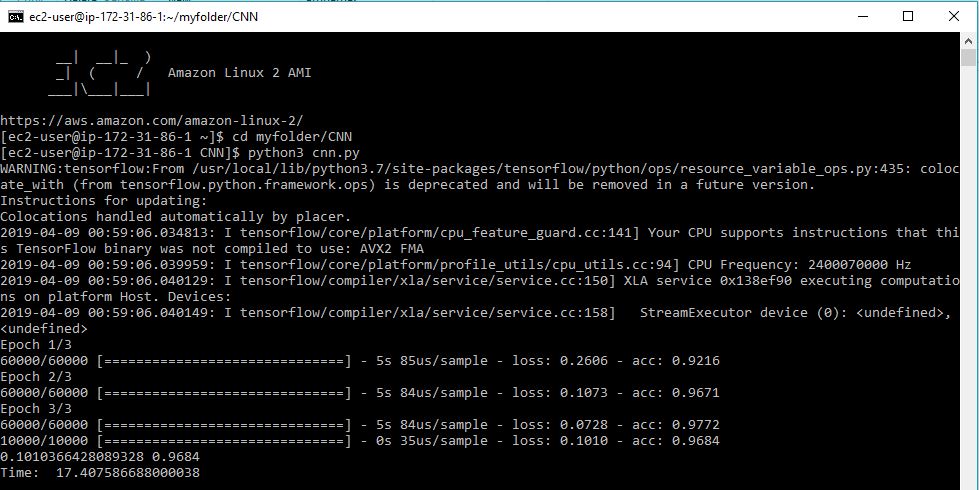 ec2-user@ip-172-31-86-1:~/myfolder/CNN
__|  __|_  )
_|  (     /   Amazon Linux 2 AMI
___|\___|___|
https://aws.amazon.com/amazon-linux-2/
[ec2-user@ip-172-31-86-1 ~]$ cd myfolder/CNN
[ec2-user@ip-172-31-86-1 CNN]$ python3 cnn.py
WARNING:tensorflow:From /usr/local/lib/python3.7/site-packages/tensorflow/python/ops/resource_variable_ops.py:435: coloc
ate_with (from tensorflow.python.framework.ops) is deprecated and will be removed in a future version.
Instructions for updating:
Colocations handled automatically by placer.
2019-04-09 00:59:06.034813: I tensorflow/core/platform/cpu_feature_guard.cc:141] Your CPU supports instructions that thi
s TensorFlow binary was not compiled to use: AVX2 FMA
2019-04-09 00:59:06.039959: I tensorflow/core/platform/profile_utils/cpu_utils.cc:94] CPU Frequency: 2400070000 Hz
2019-04-09 00:59:06.040129: I tensorflow/compiler/xla/service/service.cc:150] XLA service 0x138ef90 executing computatio
ns on platform Host. Devices:
2019-04-09 00:59:06.040149: I tensorflow/compiler/xla/service/service.cc:158]   StreamExecutor device (0): <undefined>,
<undefined>
Epoch 1/3
60000/60000 [==============================] - 5s 85us/sample - loss: 0.2606 - acc: 0.9216
Epoch 2/3
60000/60000 [==============================] - 5s 84us/sample - loss: 0.1073 - acc: 0.9671
Epoch 3/3
60000/60000 [==============================] - 5s 84us/sample - loss: 0.0728 - acc: 0.9772
10000/10000 [==============================] - 0s 35us/sample - loss: 0.1010 - acc: 0.9684
0.1010366428089328 0.9684
Time:  17.407586688000038